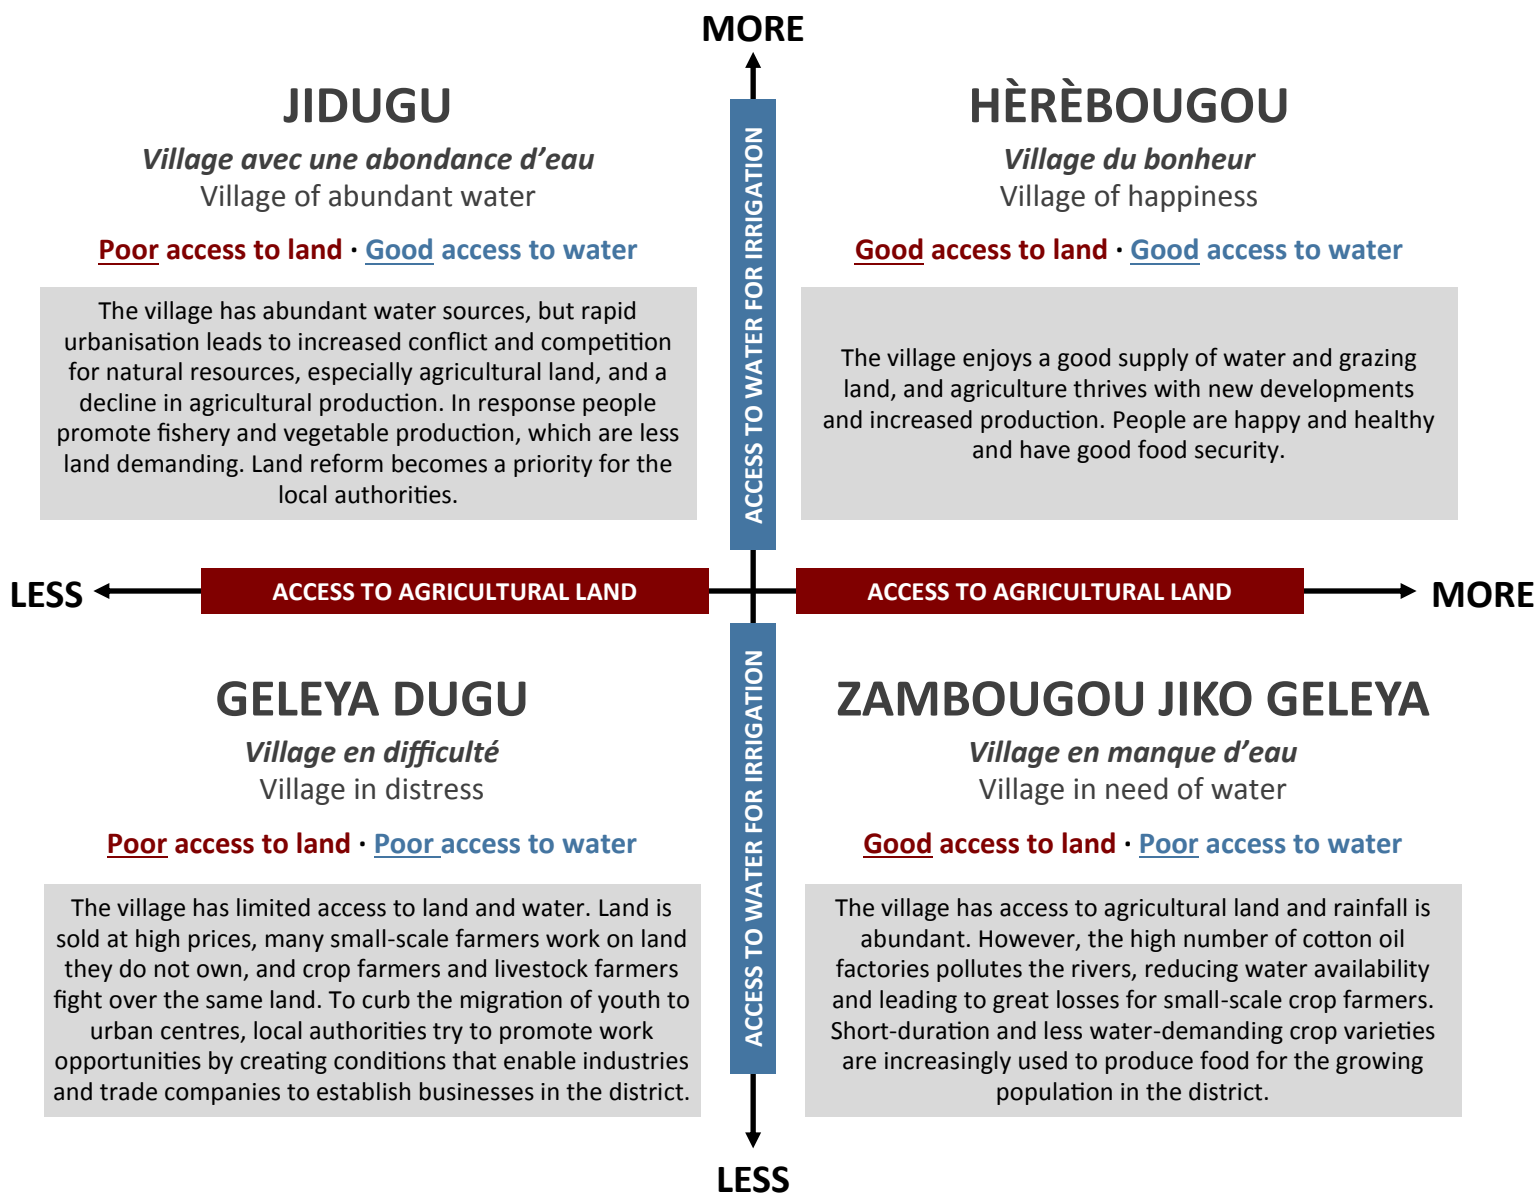 MORE
JIDUGU
Village avec une abondance d’eau
Village of abundant water
Poor access to land · Good access to water
The village has abundant water sources, but rapid
urbanisation leads to increased conflict and competition
for natural resources, especially agricultural land, and a
decline in agricultural production. In response people
promote fishery and vegetable production, which are less
land demanding. Land reform becomes a priority for the
local authorities.
ACCESS TO WATER FOR IRRIGATION
HÈRÈBOUGOU
Village du bonheur
Village of happiness
Good access to land · Good access to water
The village enjoys a good supply of water and grazing
land, and agriculture thrives with new developments
and increased production. People are happy and healthy
and have good food security.
LESS
ACCESS TO AGRICULTURAL LAND
ACCESS TO AGRICULTURAL LAND
MORE
GELEYA DUGU
Village en difficulté
Village in distress
Poor access to land · Poor access to water
The village has limited access to land and water. Land is
sold at high prices, many small-scale farmers work on land
they do not own, and crop farmers and livestock farmers
fight over the same land. To curb the migration of youth to
urban centres, local authorities try to promote work
opportunities by creating conditions that enable industries
and trade companies to establish businesses in the district.
ACCESS TO WATER FOR IRRIGATION
ZAMBOUGOU JIKO GELEYA
Village en manque d’eau
Village in need of water
Good access to land · Poor access to water
The village has access to agricultural land and rainfall is
abundant. However, the high number of cotton oil
factories pollutes the rivers, reducing water availability
and leading to great losses for small-scale crop farmers.
Short-duration and less water-demanding crop varieties
are increasingly used to produce food for the growing
population in the district.
LESS